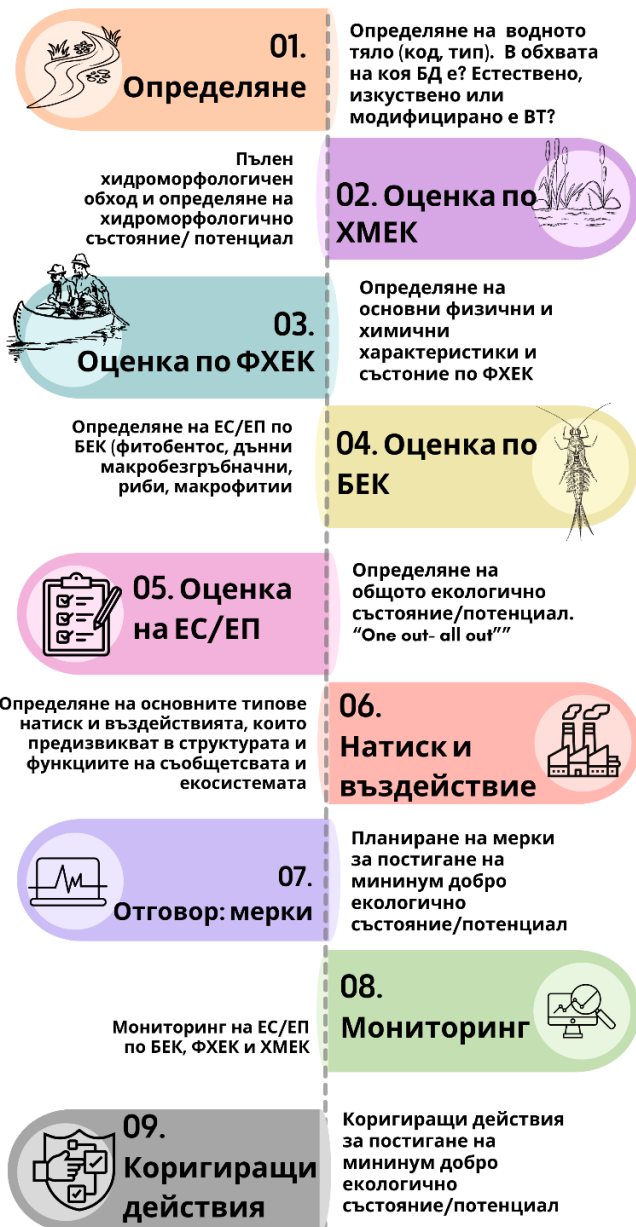 01.
Определяне
Определяне на водното
тяло (код, тип). В обхвата
на коя БД е? Естествено,
изкуствено или
модифицирано е ВТ?
02. Оценка по
ХМЕК
Пълен
хидроморфологичен
обход и определяне на
хидроморфологично
състояние/ потенциал
03.
Оценка по ФХЕК
Определяне на
основни физични и
химични
характеристики и
състоние по ФХЕК
04. Оценка по
БЕК
Определяне на ЕС/ЕП по
БЕК (фитобентос, дънни
макробезгръбначни,
риби, макрофитии
05. Оценка
на ЕС/ЕП
Определяне на
общото екологично
състояние/потенциал.
“One out- all out””
06.
Натиск и
въздействие
Определяне на основните типове
натиск и въздействията, които
предизвикват в структурата и
функциите на съобщетсвата и
екосистемата
07.
Отговор: мерки
Планиране на мерки
за постигане на
мининум добро
екологично
състояние/потенциал
08.
Мониторинг
Мониторинг на ЕС/ЕП
по БЕК, ФХЕК и ХМЕК
09.
Коригиращи
действия
Коригиращи действия
за постигане на
мининум добро
екологично
състояние/потенциал